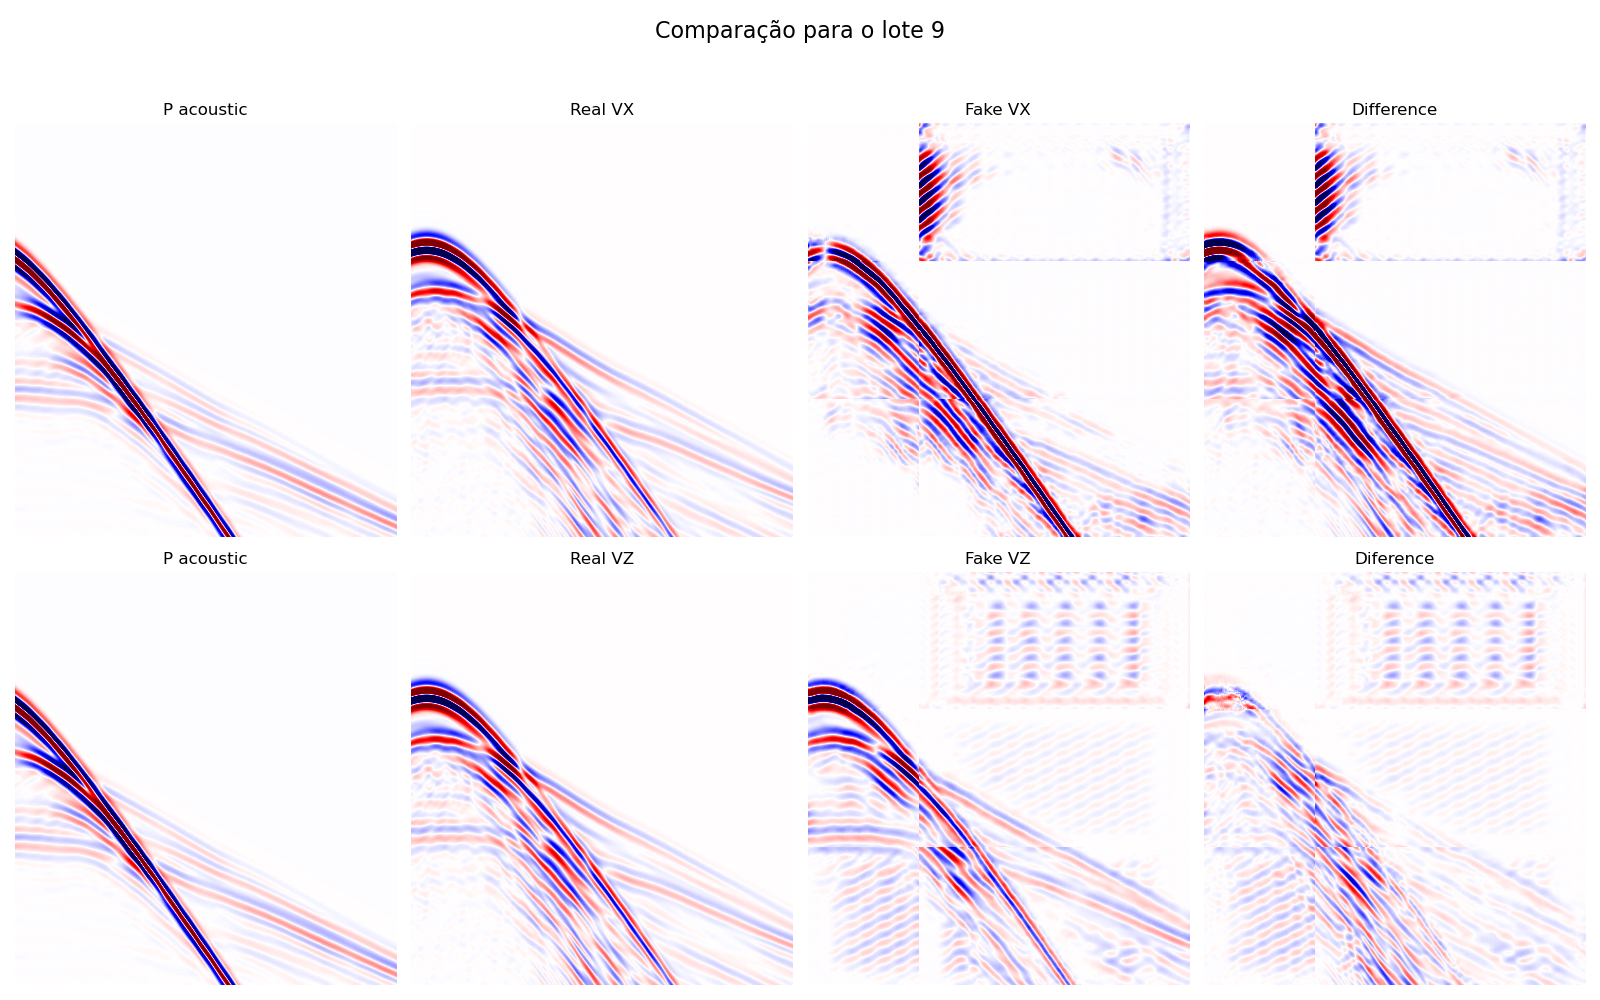 Comparação para o lote 9
P acoustic
Real VX
Fake VX
Difference
P acoustic
Real VZ
Fake VZ
Diference